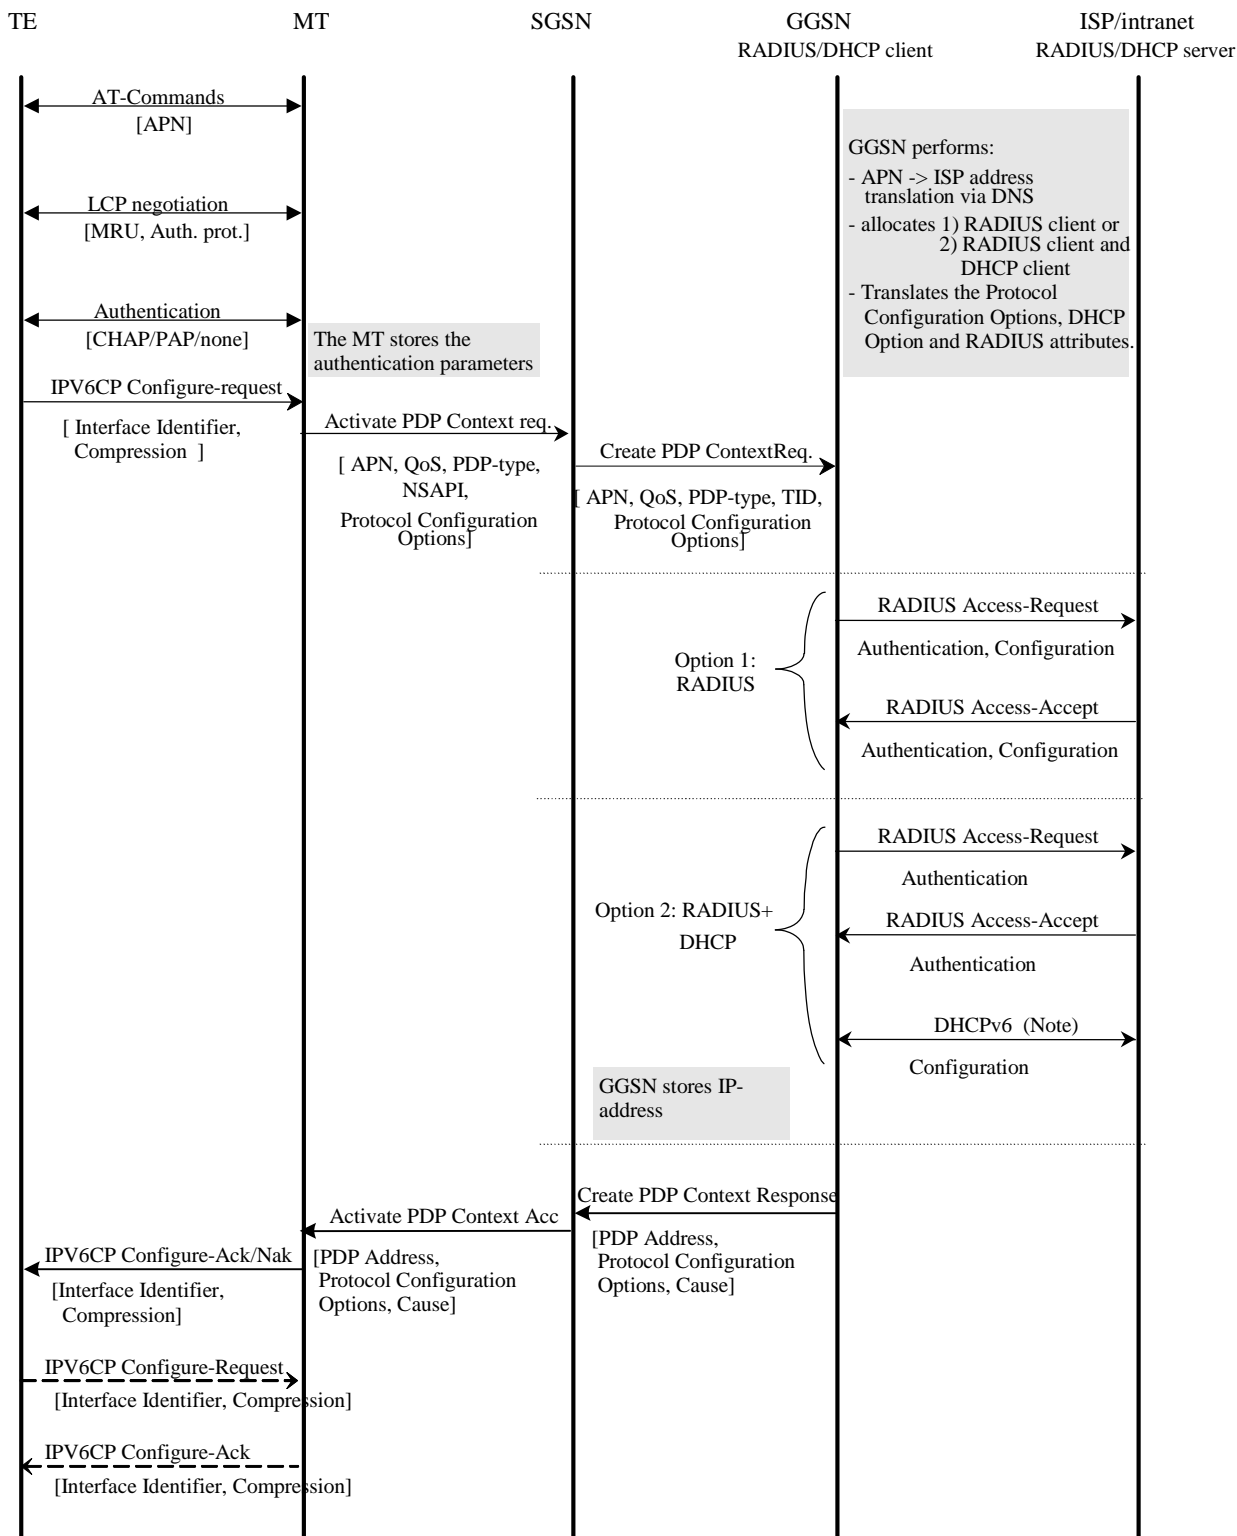 TE
MT
SGSN
GGSN
RADIUS/DHCP client
ISP/intranet
RADIUS/DHCP server
AT-Commands
[APN]
GGSN performs:
- APN -> ISP address
translation via DNS
- allocates 1) RADIUS client or
2) RADIUS client and
DHCP client
- Translates the Protocol
Configuration Options, DHCP
Option and RADIUS attributes.
LCP negotiation
[MRU, Auth. prot.]
Authentication
[CHAP/PAP/none]
The MT stores the
authentication parameters
IPV6CP Configure-request
[ Interface Identifier,
Compression ]
Activate PDP Context req.
[ APN, QoS, PDP-type,
NSAPI,
Protocol Configuration
Options]
Create PDP ContextReq.
[ APN, QoS, PDP-type, TID,
Protocol Configuration
Options]
Option 1:
RADIUS
RADIUS Access-Request
Authentication, Configuration
RADIUS Access-Accept
Authentication, Configuration
Option 2: RADIUS+
DHCP
RADIUS Access-Request
Authentication
RADIUS Access-Accept
Authentication
DHCPv6 (Note)
Configuration
GGSN stores IP-
address
Create PDP Context Response
[PDP Address,
Protocol Configuration
Options, Cause]
Activate PDP Context Acc
[PDP Address,
Protocol Configuration
Options, Cause]
IPV6CP Configure-Ack/Nak
[Interface Identifier,
Compression]
IPV6CP Configure-Request
[Interface Identifier, Compression]
IPV6CP Configure-Ack
[Interface Identifier, Compression]